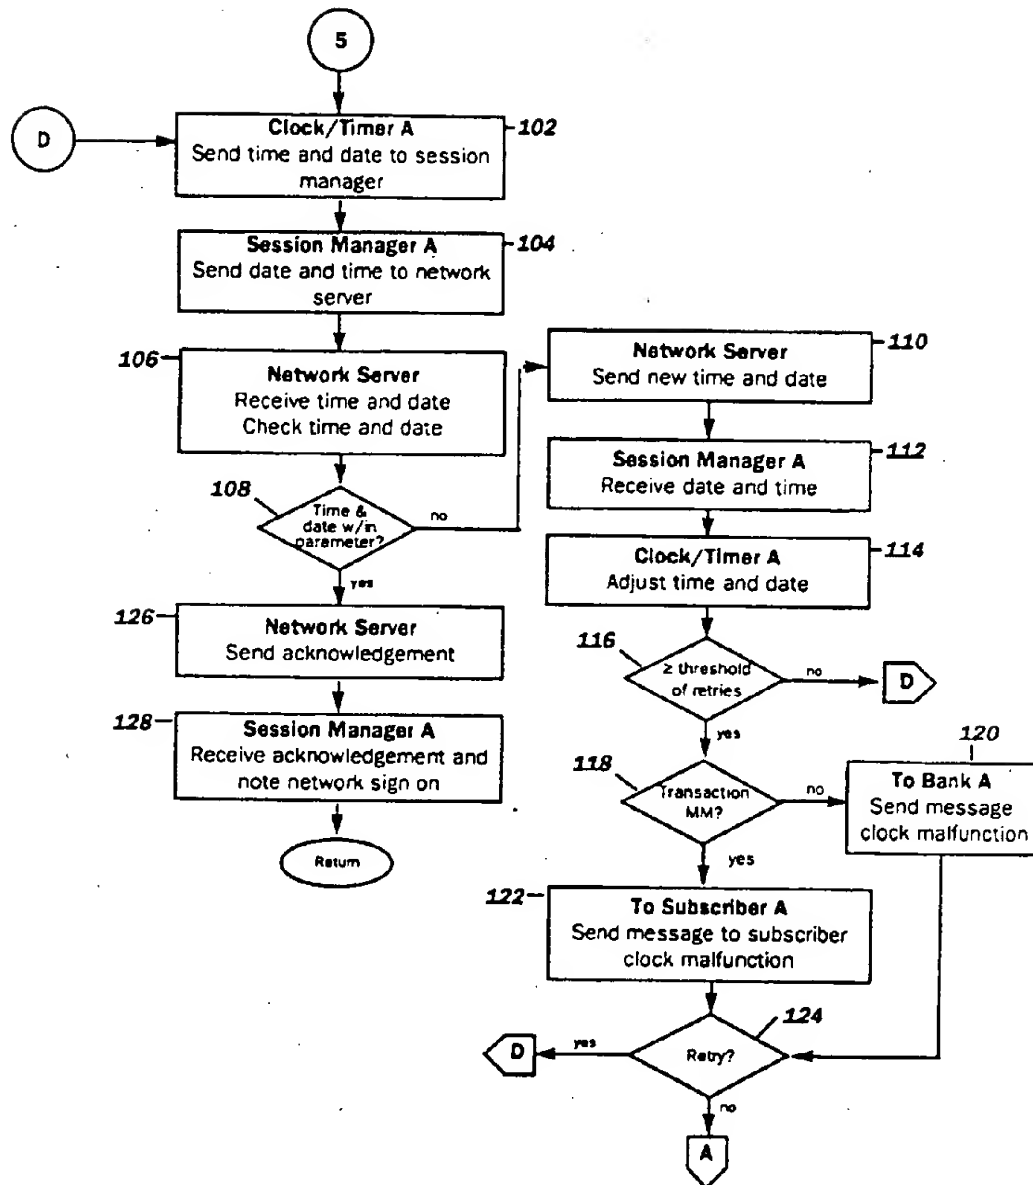 5
D
Clock/Timer A
102
Send time and date to session
manager
Session Manager A
104
Send date and time to network
server
106
Network Server
Receive time and date
Check time and date
108
Time &
date w/in
parameter?
no
yes
126
Network Server
Send acknowledgement
128
Session Manager A
Receive acknowledgement and
note network sign on
Return
Network Server
110
Send new time and date
Session Manager A
112
Receive date and time
Clock/Timer A
114
Adjust time and date
116
≥ threshold
of retries
no
D
yes
118
Transaction
MM?
no
120
To Bank A
Send message
clock malfunction
yes
122
To Subscriber A
Send message to subscriber
clock malfunction
124
Retry?
yes
D
no
A